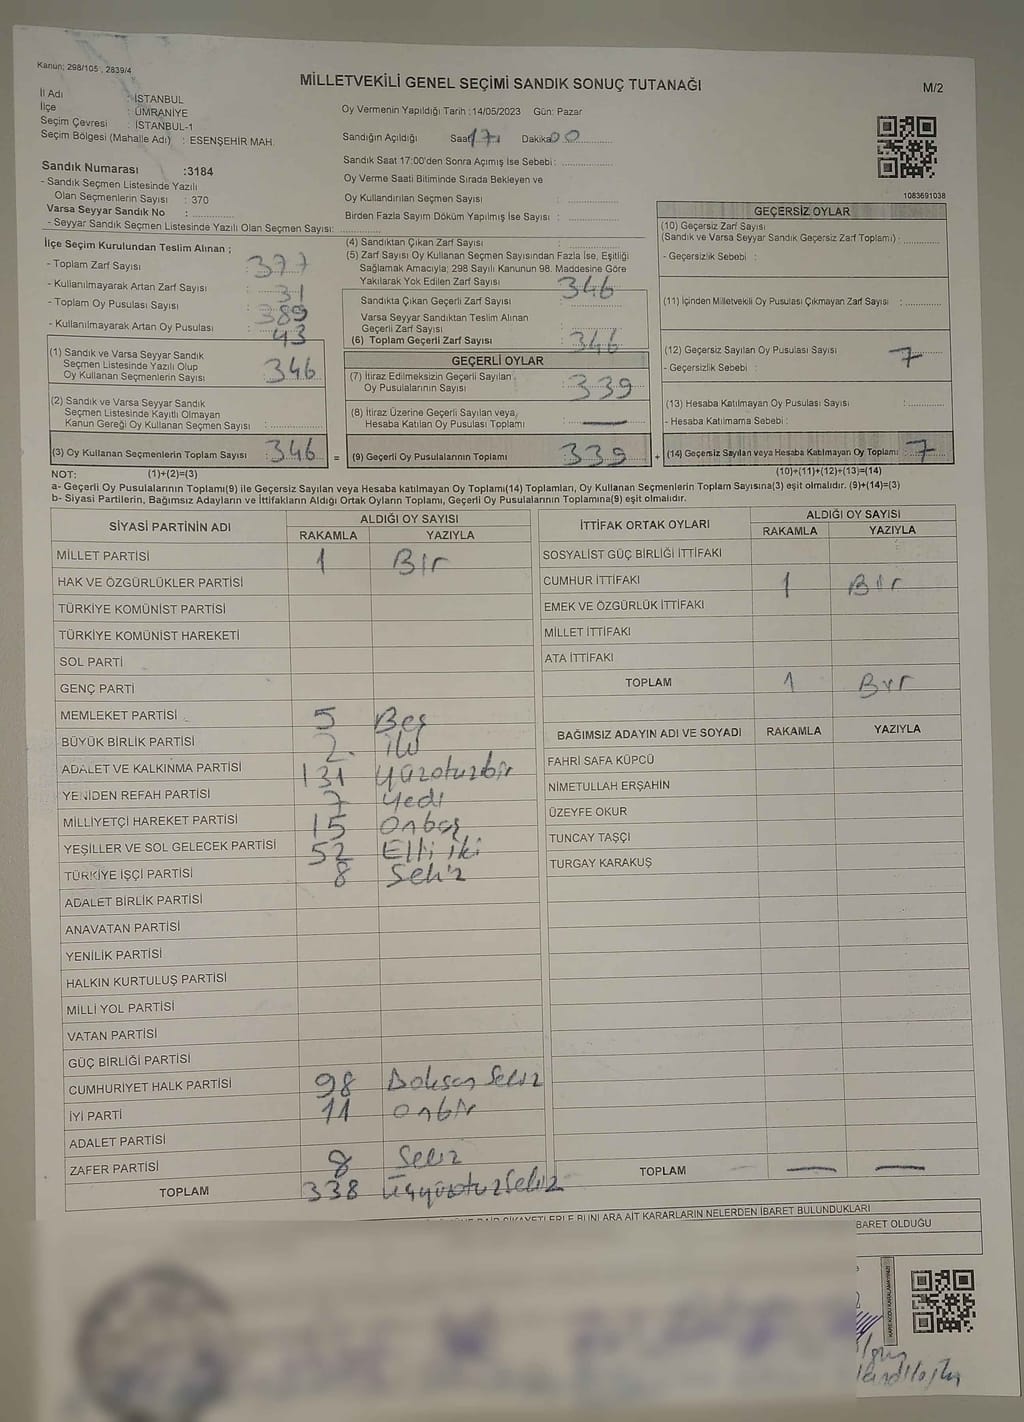 Kanun; 298/105 , 2839/4
MİLLETVEKİLİ GENEL SEÇİMİ SANDIK SONUÇ TUTANAĞI
M/2
İl Adı : İSTANBUL
İlçe : ÜMRANİYE
Seçim Çevresi : İSTANBUL-1
Seçim Bölgesi (Mahalle Adı) : ESENŞEHİR MAH.
Oy Vermenin Yapıldığı Tarih :14/05/2023 Gün: Pazar
Sandığın Açıldığı Saat 17 Dakika 00
Sandık Saat 17:00'den Sonra Açımış İse Sebebi :
Oy Verme Saati Bitiminde Sırada Bekleyen ve
Oy Kullandırılan Seçmen Sayısı :
Birden Fazla Sayım Döküm Yapılmış İse Sayısı :
1083691038
Sandık Numarası :3184
- Sandık Seçmen Listesinde Yazılı
Olan Seçmenlerin Sayısı : 370
Varsa Seyyar Sandık No :
- Seyyar Sandık Seçmen Listesinde Yazılı Olan Seçmen Sayısı:
İlçe Seçim Kurulundan Teslim Alınan ;
- Toplam Zarf Sayısı : 377
- Kullanılmayarak Artan Zarf Sayısı : 31
- Toplam Oy Pusulası Sayısı : 389
- Kullanılmayarak Artan Oy Pusulası : 43
(1) Sandık ve Varsa Seyyar Sandık
Seçmen Listesinde Yazılı Olup
Oy Kullanan Seçmenlerin Sayısı : 346
(2) Sandık ve Varsa Seyyar Sandık
Seçmen Listesinde Kayıtlı Olmayan
Kanun Gereği Oy Kullanan Seçmen Sayısı :
(3) Oy Kullanan Seçmenlerin Toplam Sayısı : 346 =
(4) Sandıktan Çıkan Zarf Sayısı :
(5) Zarf Sayısı Oy Kullanan Seçmen Sayısından Fazla İse, Eşitliği
Sağlamak Amacıyla; 298 Sayılı Kanunun 98. Maddesine Göre
Yakılarak Yok Edilen Zarf Sayısı :
Sandıkta Çıkan Geçerli Zarf Sayısı : 346
Varsa Seyyar Sandıktan Teslim Alınan
Geçerli Zarf Sayısı :
(6) Toplam Geçerli Zarf Sayısı : 346
GEÇERLİ OYLAR
(7) İtiraz Edilmeksizin Geçerli Sayılan
Oy Pusulalarının Sayısı : 339
(8) İtiraz Üzerine Geçerli Sayılan veya
Hesaba Katılan Oy Pusulası Toplamı : —
(9) Geçerli Oy Pusulalarının Toplamı : 339 +
GEÇERSİZ OYLAR
(10) Geçersiz Zarf Sayısı
(Sandık ve Varsa Seyyar Sandık Geçersiz Zarf Toplamı) :
- Geçersizlik Sebebi :
(11) İçinden Milletvekili Oy Pusulası Çıkmayan Zarf Sayısı :
(12) Geçersiz Sayılan Oy Pusulası Sayısı : 7
- Geçersizlik Sebebi :
(13) Hesaba Katılmayan Oy Pusulası Sayısı :
- Hesaba Katılmama Sebebi :
(14) Geçersiz Sayılan veya Hesaba Katılmayan Oy Toplamı : 7
NOT: (1)+(2)=(3)
(10)+(11)+(12)+(13)=(14)
a- Geçerli Oy Pusulalarının Toplamı(9) ile Geçersiz Sayılan veya Hesaba katılmayan Oy Toplamı(14) Toplamları, Oy Kullanan Seçmenlerin Toplam Sayısına(3) eşit olmalıdır. (9)+(14)=(3)
b- Siyasi Partilerin, Bağımsız Adayların ve İttifakların Aldığı Ortak Oyların Toplamı, Geçerli Oy Pusulalarının Toplamına(9) eşit olmalıdır.
SİYASİ PARTİNİN ADI ALDIĞI OY SAYISI
RAKAMLA YAZIYLA
MİLLET PARTİSİ 1 Bir
HAK VE ÖZGÜRLÜKLER PARTİSİ
TÜRKİYE KOMÜNİST PARTİSİ
TÜRKİYE KOMÜNİST HAREKETİ
SOL PARTİ
GENÇ PARTİ
MEMLEKET PARTİSİ 5 Beş
BÜYÜK BİRLİK PARTİSİ 2. iki
ADALET VE KALKINMA PARTİSİ 131 yüzotuzbir
YENİDEN REFAH PARTİSİ 7 yedi
MİLLİYETÇİ HAREKET PARTİSİ 15 Onbeş
YEŞİLLER VE SOL GELECEK PARTİSİ 52 Elli iki
TÜRKİYE İŞÇİ PARTİSİ 8 Sekiz
ADALET BİRLİK PARTİSİ
ANAVATAN PARTİSİ
YENİLİK PARTİSİ
HALKIN KURTULUŞ PARTİSİ
MİLLİ YOL PARTİSİ
VATAN PARTİSİ
GÜÇ BİRLİĞİ PARTİSİ
CUMHURİYET HALK PARTİSİ 98 Doksan Sekiz
İYİ PARTİ 11 onbir
ADALET PARTİSİ
ZAFER PARTİSİ 8 Sekiz
TOPLAM 338 Üçyüzotuzsekiz
İTTİFAK ORTAK OYLARI ALDIĞI OY SAYISI
RAKAMLA YAZIYLA
SOSYALİST GÜÇ BİRLİĞİ İTTİFAKI
CUMHUR İTTİFAKI 1 Bir
EMEK VE ÖZGÜRLÜK İTTİFAKI
MİLLET İTTİFAKI
ATA İTTİFAKI
TOPLAM 1 Bir
BAĞIMSIZ ADAYIN ADI VE SOYADI RAKAMLA YAZIYLA
FAHRİ SAFA KÜPCÜ
NİMETULLAH ERŞAHİN
ÜZEYFE OKUR
TUNCAY TAŞÇI
TURGAY KARAKUŞ
TOPLAM — —
ŞİKAYETLERLE BUNLARA AİT KARARLARIN NELERDEN İBARET BULUNDUKLARI
BARET OLDUĞU